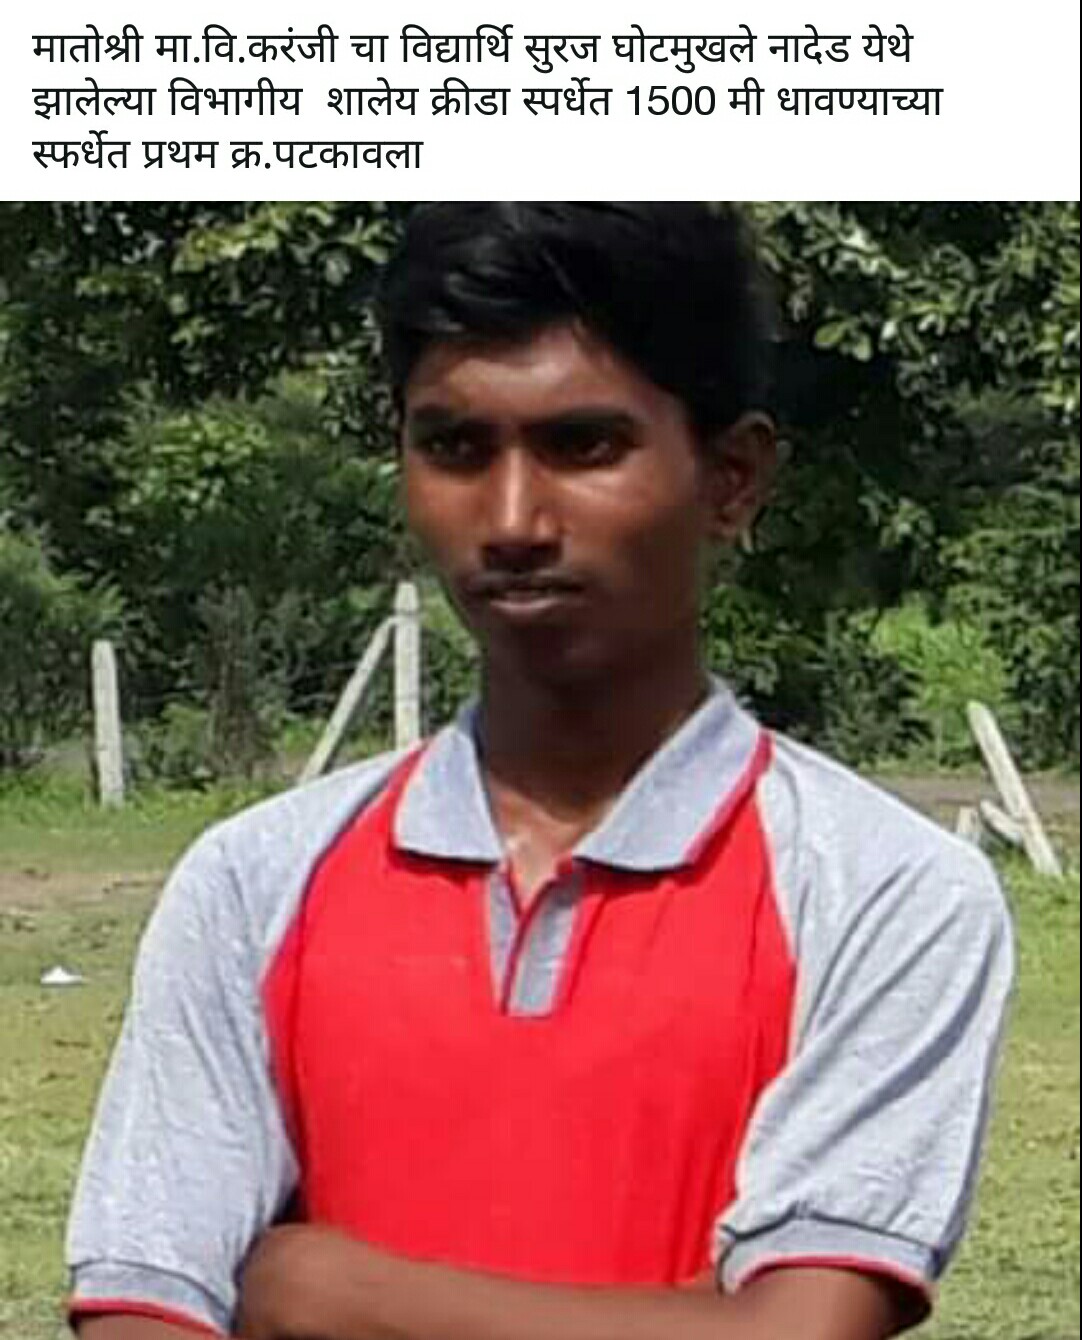 मातोश्री मा.वि.करंजी चा विद्यार्थि सुरज घोटमुखले नादेड येथे
झालेल्या विभागीय  शालेय क्रीडा स्पर्धेत 1500 मी धावण्याच्या
स्फर्धेत प्रथम क्र.पटकावला